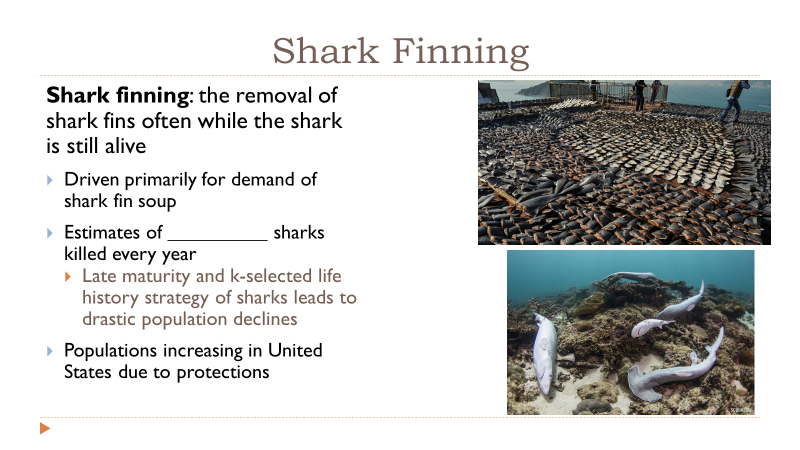 Shark Finning
Shark finning: the removal of
shark fins often while the shark
is still alive
Driven primarily for demand of
shark fin soup
Estimates of __________ sharks
killed every year
Late maturity and k-selected life
history strategy of sharks leads to
drastic population declines
Populations increasing in United
States due to protections